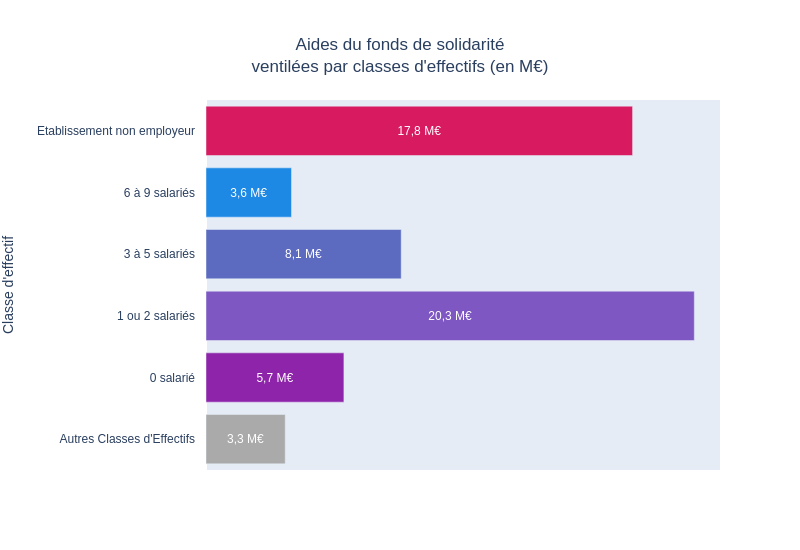 Aides du fonds de solidarité
ventilées par classes d'effectifs (en M€)
Classe d'effectif
Etablissement non employeur
17,8 M€
6 à 9 salariés
3,6 M€
3 à 5 salariés
8,1 M€
1 ou 2 salariés
20,3 M€
0 salarié
5,7 M€
Autres Classes d'Effectifs
3,3 M€